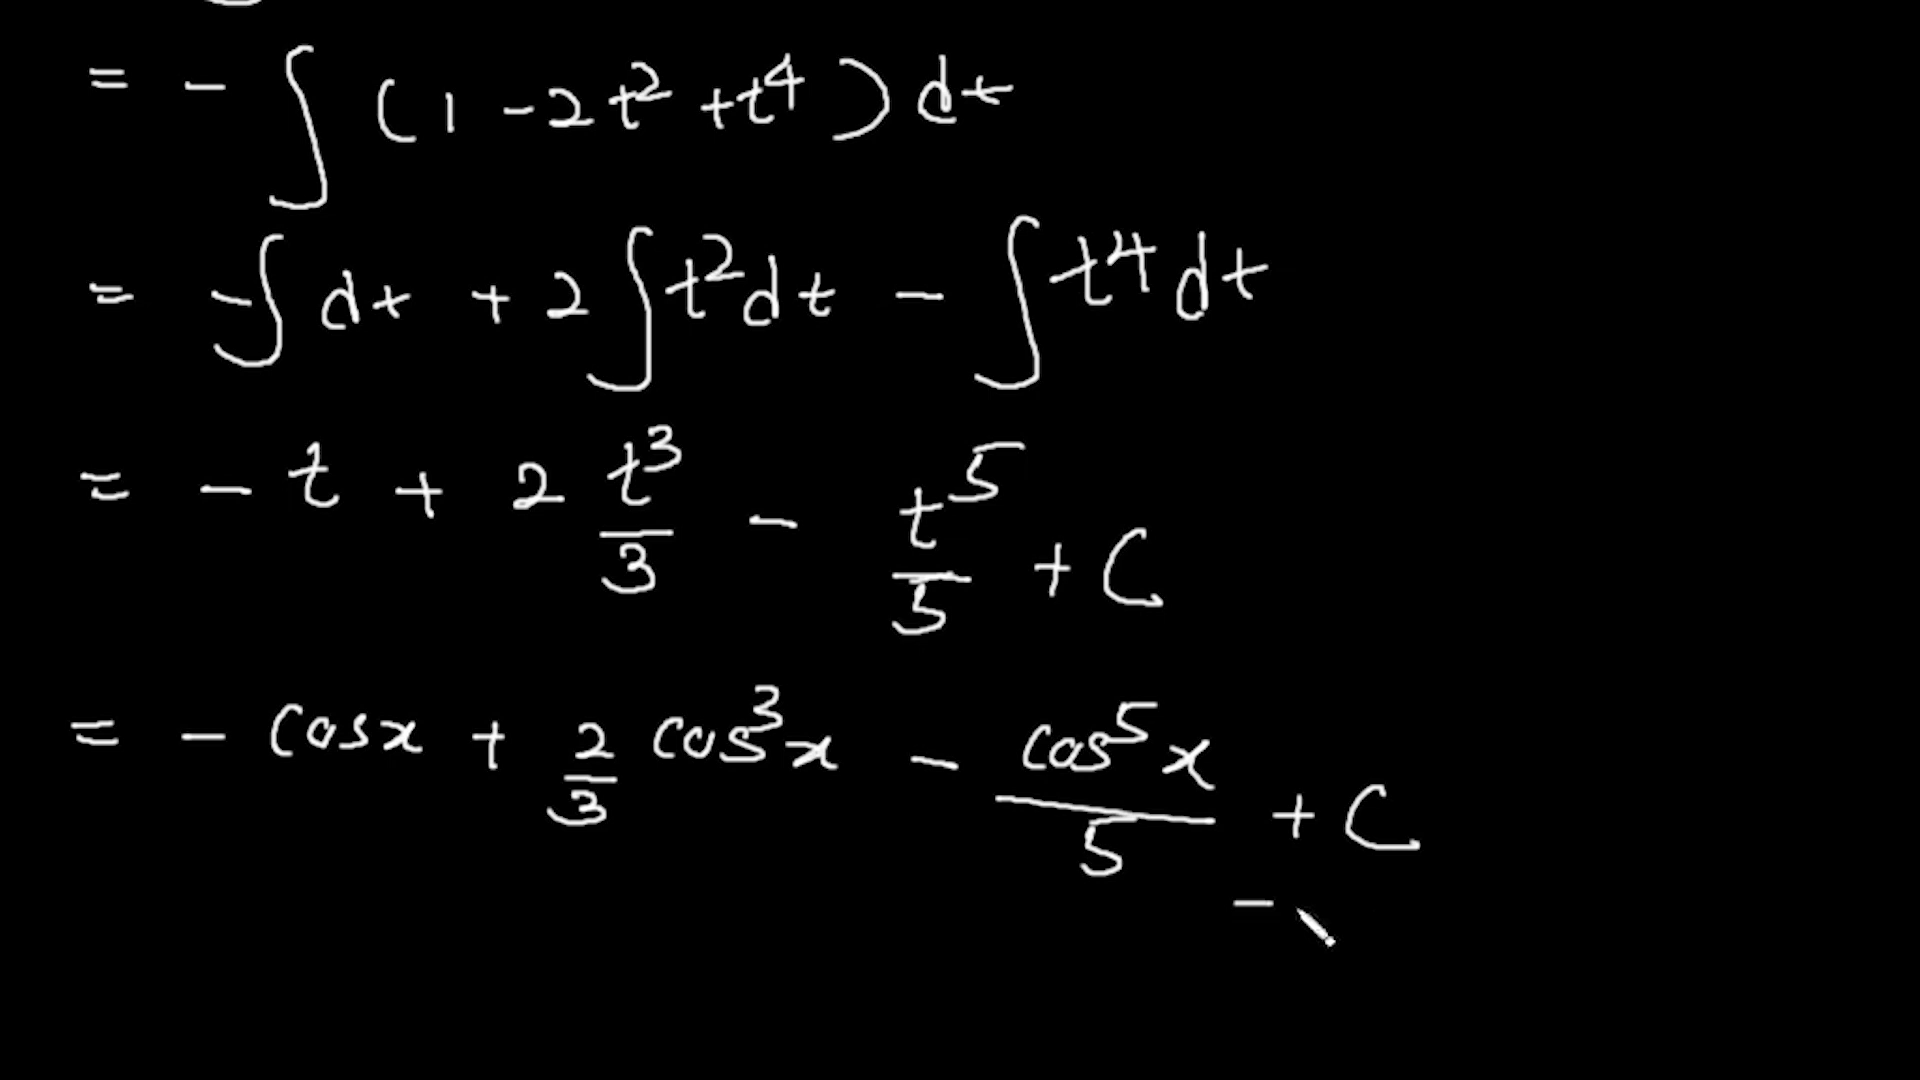 = - ∫ (1 - 2t² + t⁴) dt
= -∫ dt + 2 ∫ t² dt - ∫ t⁴ dt
= - t + 2 t³/3 - t⁵/5 + C
= - cosx + 2/3 cos³x - cos⁵x/5 + C
-